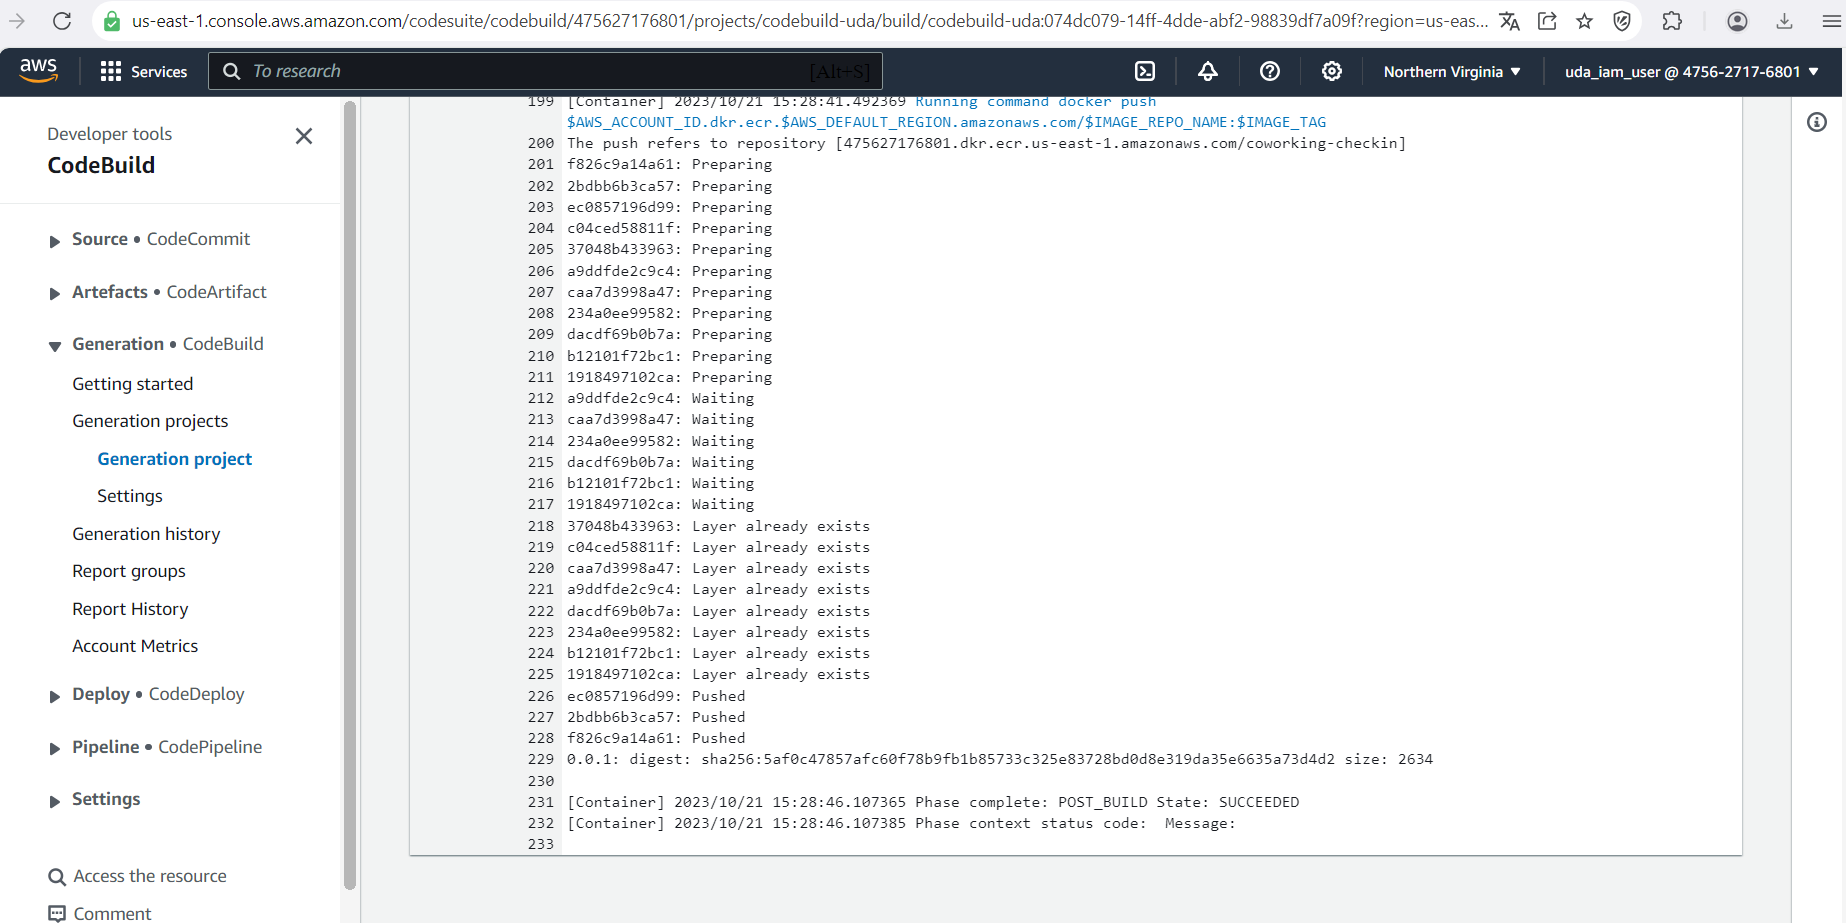 us-east-1.console.aws.amazon.com/codesuite/codebuild/475627176801/projects/codebuild-uda/build/codebuild-uda:074dc079-14ff-4dde-abf2-98839df7a09f?region=us-eas...
aws
Services
To research
[Alt+S]
Northern Virginia
uda_iam_user @ 4756-2717-6801
Developer tools
CodeBuild
Source • CodeCommit
Artefacts • CodeArtifact
Generation • CodeBuild
Getting started
Generation projects
Generation project
Settings
Generation history
Report groups
Report History
Account Metrics
Deploy • CodeDeploy
Pipeline • CodePipeline
Settings
Access the resource
Comment
199 [Container] 2023/10/21 15:28:41.492369 Running command docker push
$AWS_ACCOUNT_ID.dkr.ecr.$AWS_DEFAULT_REGION.amazonaws.com/$IMAGE_REPO_NAME:$IMAGE_TAG
200 The push refers to repository [475627176801.dkr.ecr.us-east-1.amazonaws.com/coworking-checkin]
201 f826c9a14a61: Preparing
202 2bdbb6b3ca57: Preparing
203 ec0857196d99: Preparing
204 c04ced58811f: Preparing
205 37048b433963: Preparing
206 a9ddfde2c9c4: Preparing
207 caa7d3998a47: Preparing
208 234a0ee99582: Preparing
209 dacdf69b0b7a: Preparing
210 b12101f72bc1: Preparing
211 1918497102ca: Preparing
212 a9ddfde2c9c4: Waiting
213 caa7d3998a47: Waiting
214 234a0ee99582: Waiting
215 dacdf69b0b7a: Waiting
216 b12101f72bc1: Waiting
217 1918497102ca: Waiting
218 37048b433963: Layer already exists
219 c04ced58811f: Layer already exists
220 caa7d3998a47: Layer already exists
221 a9ddfde2c9c4: Layer already exists
222 dacdf69b0b7a: Layer already exists
223 234a0ee99582: Layer already exists
224 b12101f72bc1: Layer already exists
225 1918497102ca: Layer already exists
226 ec0857196d99: Pushed
227 2bdbb6b3ca57: Pushed
228 f826c9a14a61: Pushed
229 0.0.1: digest: sha256:5af0c47857afc60f78b9fb1b85733c325e83728bd0d8e319da35e6635a73d4d2 size: 2634
230
231 [Container] 2023/10/21 15:28:46.107365 Phase complete: POST_BUILD State: SUCCEEDED
232 [Container] 2023/10/21 15:28:46.107385 Phase context status code:  Message:
233